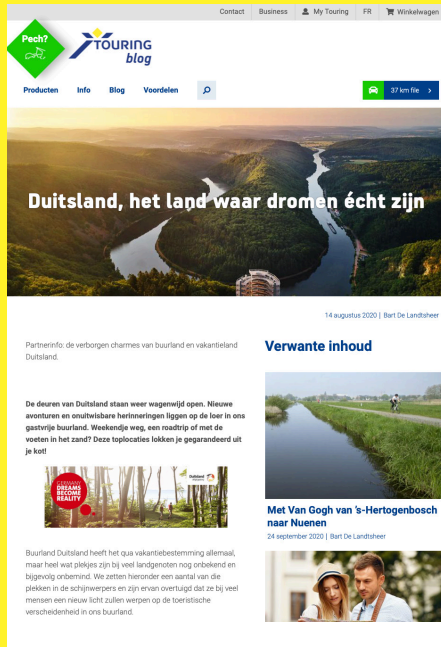 Contact Business My Touring FR Winkelwagen
Pech?
TOURING
blog
Producten Info Blog Voordelen 37 km file
Duitsland, het land waar dromen écht zijn
14 augustus 2020 | Bart De Landtsheer
Partnerinfo: de verborgen charmes van buurland en vakantieland
Duitsland.
De deuren van Duitsland staan weer wagenwijd open. Nieuwe
avonturen en onuitwisbare herinneringen liggen op de loer in ons
gastvrije buurland. Weekendje weg, een roadtrip of met de
voeten in het zand? Deze toplocaties lokken je gegarandeerd uit
je kot!
GERMANY
DREAMS
BECOME
REALITY
Duitsland
Buurland Duitsland heeft het qua vakantiebestemming allemaal,
maar heel wat plekjes zijn bij veel landgenoten nog onbekend en
bijgevolg onbemind. We zetten hieronder een aantal van die
plekken in de schijnwerpers en zijn ervan overtuigd dat ze bij veel
mensen een nieuw licht zullen werpen op de toeristische
verscheidenheid in ons buurland.
Verwante inhoud
Met Van Gogh van ’s-Hertogenbosch
naar Nuenen
24 september 2020 | Bart De Landtsheer